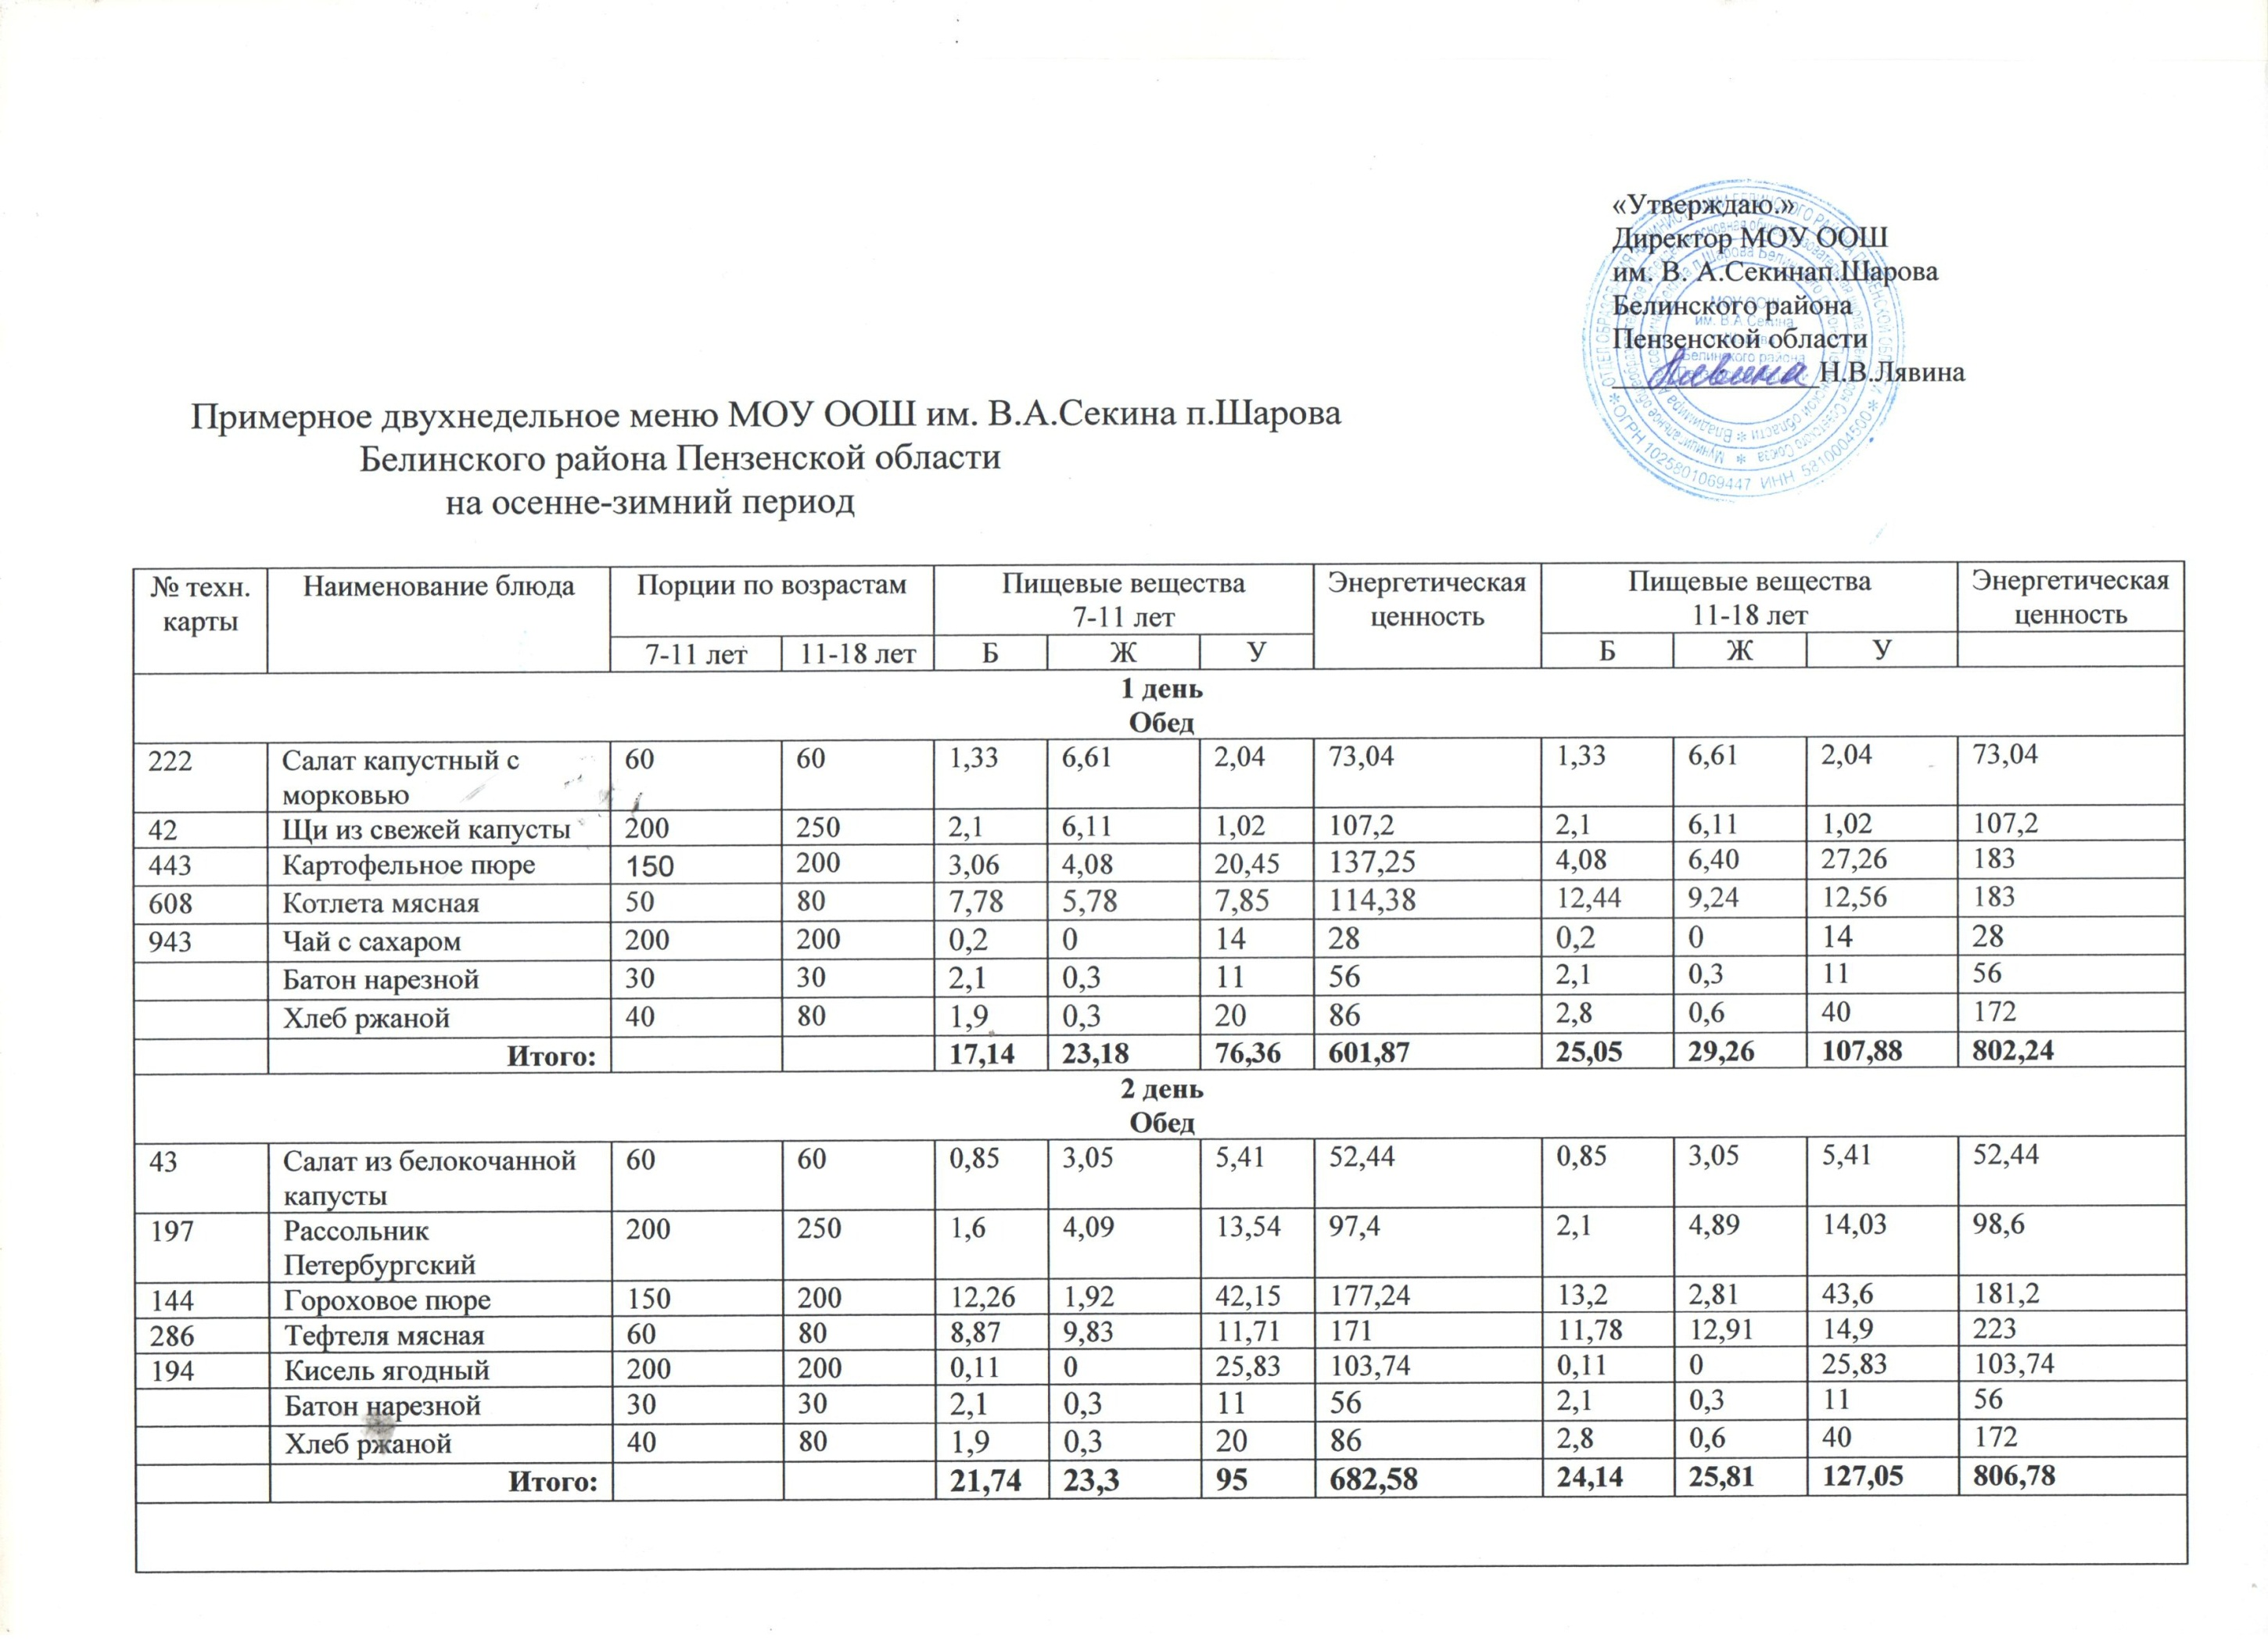 «Утверждаю.»
Директор МОУ ООШ
им. В. А.Секинап.Шарова
Белинского района
Пензенской области
Н.В.Лявина
Примерное двухнедельное меню МОУ ООШ им. В.А.Секина п.Шарова
Белинского района Пензенской области
на осенне-зимний период
№ техн. карты Наименование блюда Порции по возрастам Пищевые вещества 7-11 лет Энергетическая ценность Пищевые вещества 11-18 лет Энергетическая ценность
7-11 лет 11-18 лет Б Ж У Б Ж У
1 день
Обед
222 Салат капустный с морковью 60 60 1,33 6,61 2,04 73,04 1,33 6,61 2,04 73,04
42 Щи из свежей капусты 200 250 2,1 6,11 1,02 107,2 2,1 6,11 1,02 107,2
443 Картофельное пюре 150 200 3,06 4,08 20,45 137,25 4,08 6,40 27,26 183
608 Котлета мясная 50 80 7,78 5,78 7,85 114,38 12,44 9,24 12,56 183
943 Чай с сахаром 200 200 0,2 0 14 28 0,2 0 14 28
Батон нарезной 30 30 2,1 0,3 11 56 2,1 0,3 11 56
Хлеб ржаной 40 80 1,9 0,3 20 86 2,8 0,6 40 172
Итого: 17,14 23,18 76,36 601,87 25,05 29,26 107,88 802,24
2 день
Обед
43 Салат из белокочанной капусты 60 60 0,85 3,05 5,41 52,44 0,85 3,05 5,41 52,44
197 Рассольник Петербургский 200 250 1,6 4,09 13,54 97,4 2,1 4,89 14,03 98,6
144 Гороховое пюре 150 200 12,26 1,92 42,15 177,24 13,2 2,81 43,6 181,2
286 Тефтеля мясная 60 80 8,87 9,83 11,71 171 11,78 12,91 14,9 223
194 Кисель ягодный 200 200 0,11 0 25,83 103,74 0,11 0 25,83 103,74
Батон нарезной 30 30 2,1 0,3 11 56 2,1 0,3 11 56
Хлеб ржаной 40 80 1,9 0,3 20 86 2,8 0,6 40 172
Итого: 21,74 23,3 95 682,58 24,14 25,81 127,05 806,78
МОУ ООШ
им. В.А.Секина
Белинского района
ОГРН 1025801069447 ИНН 5810004500